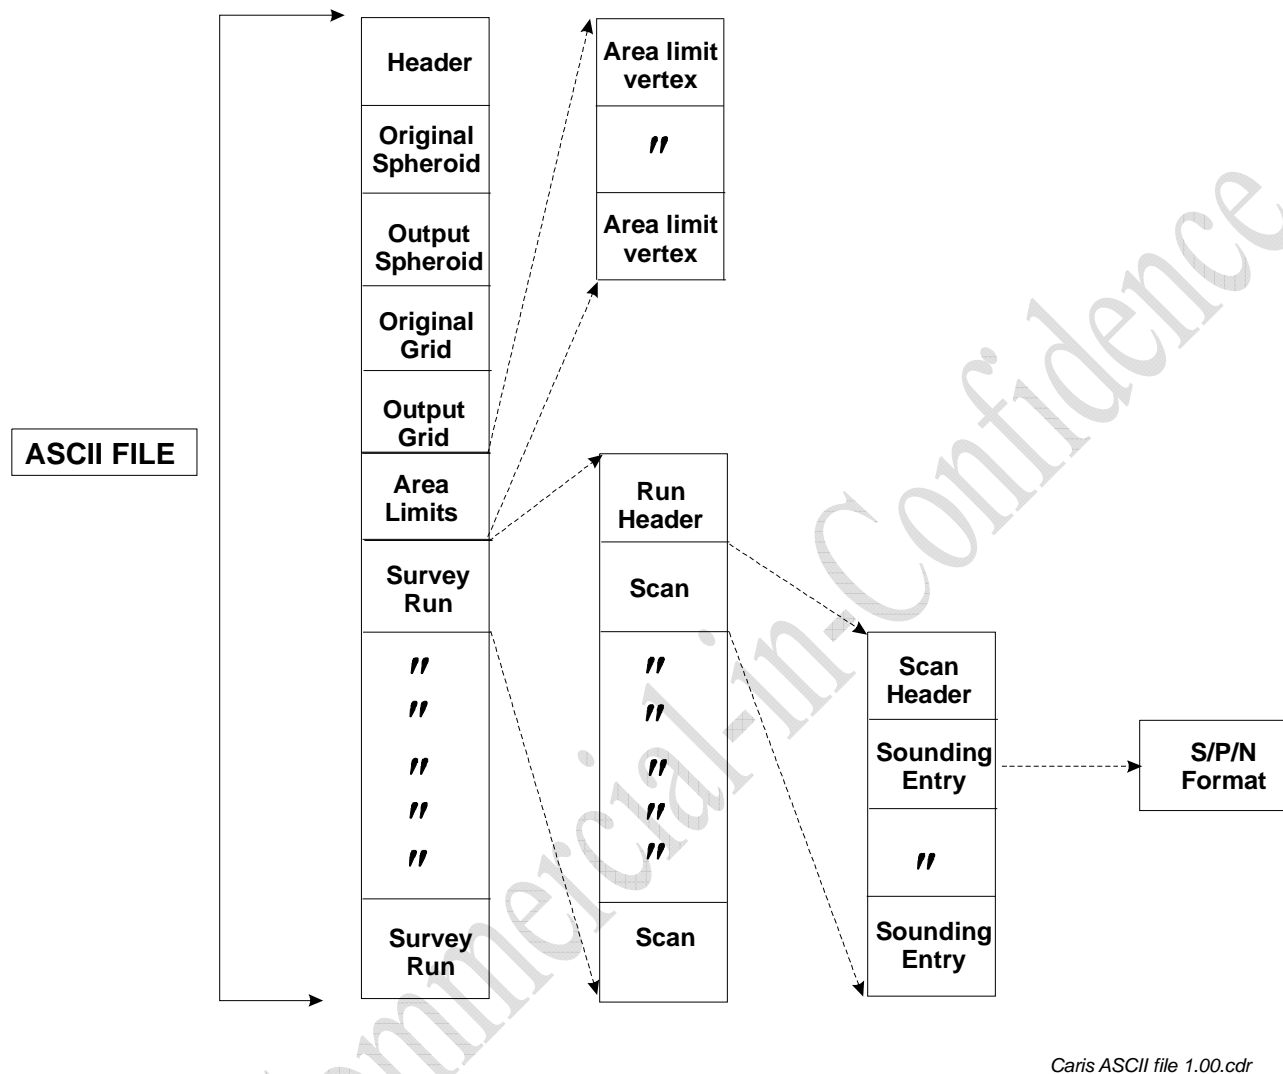 Header
Original
Spheroid
Output
Spheroid
Original
Grid
Output
Grid
Area
Limits
Survey
Run
"
"
"
"
"
Survey
Run
ASCII FILE
Area limit
vertex
"
Area limit
vertex
Run
Header
Scan
"
"
"
"
"
Scan
Scan
Header
Sounding
Entry
"
Sounding
Entry
S/P/N
Format
ommercial-in-Confidence
Caris ASCII file 1.00.cdr